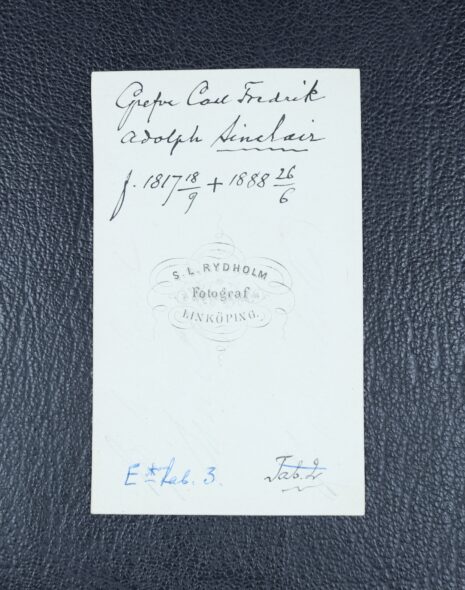 Grefve Carl Fredrik
Adolph Sinclair
f. 1817 18/9 + 1888 26/6
S. L. RYDHOLM
Fotograf
LINKÖPING.
Tab. 3.
Tab. 2